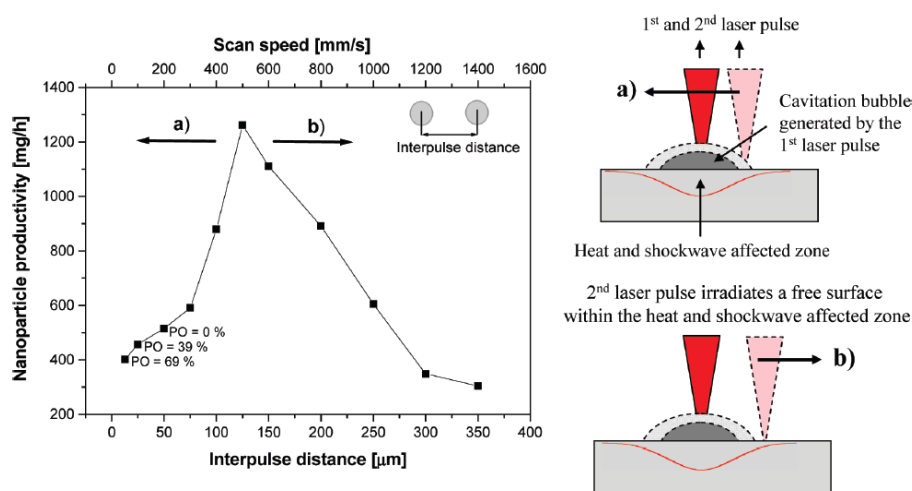 Scan speed [mm/s]
0 200 400 600 800 1000 1200 1400 1600
Nanoparticle productivity [mg/h]
1400
1200
1000
800
600
400
200
a)
b)
Interpulse distance
PO = 0 %
PO = 39 %
PO = 69 %
0 50 100 150 200 250 300 350 400
Interpulse distance [μm]
1st and 2nd laser pulse
a)
Cavitation bubble
generated by the
1st laser pulse
Heat and shockwave affected zone
2nd laser pulse irradiates a free surface
within the heat and shockwave affected zone
b)